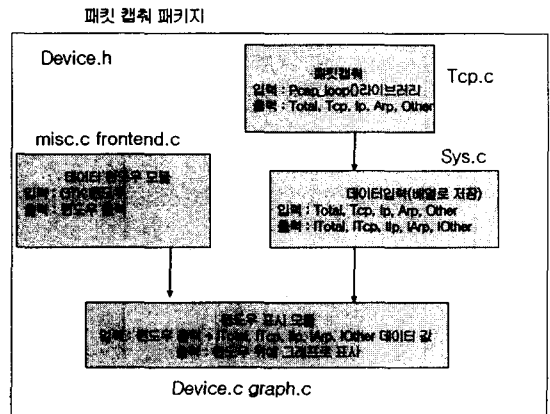 패킷 캡춰 패키지
Device.h
패킷캡춰
입력 : Pcap_loop()라이브러리
출력 : Total, Tcp, Ip, Arp, Other
Tcp.c
misc.c frontend.c
데이터 윈도우 모듈
입력 :
출력 : 윈도우 출력
Sys.c
데이터입력(배열로 저장)
입력 : Total, Tcp, Ip, Arp, Other
출력 : lTotal, lTcp, lIp, lArp, lOther
윈도우 표시 모듈
입력 : 윈도우 출력 + lTotal, lTcp, lIp, lArp, lOther 데이터 값
출력 : 윈도우 위에 그래프로 표시
Device.c graph.c